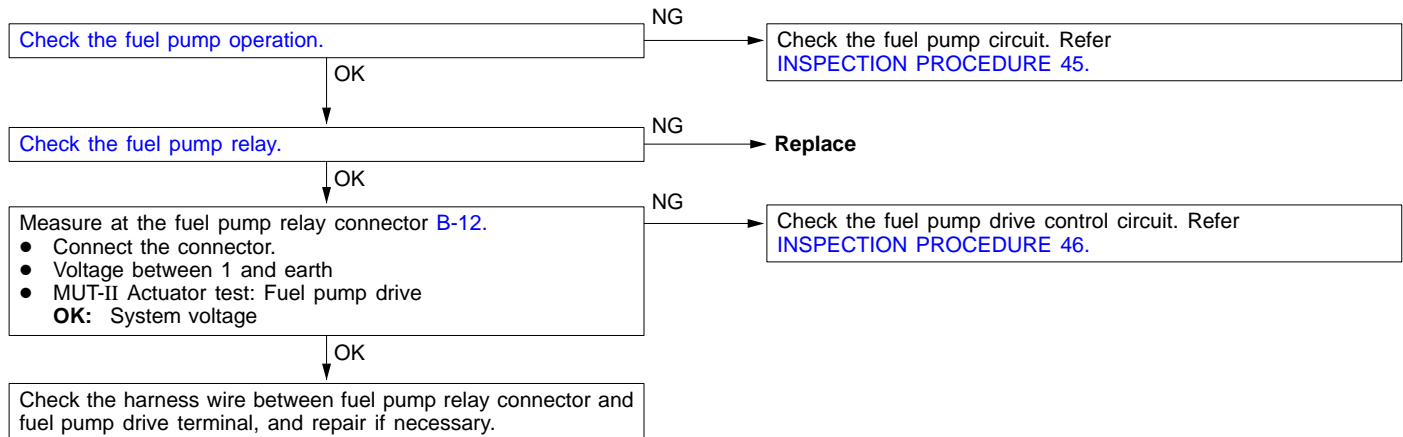 NG
Check the fuel pump operation.
Check the fuel pump circuit. Refer
INSPECTION PROCEDURE 45.
OK
NG
Check the fuel pump relay.
Replace
OK
NG
Measure at the fuel pump relay connector B-12.
● Connect the connector.
● Voltage between 1 and earth
● MUT-II Actuator test: Fuel pump drive
OK: System voltage
Check the fuel pump drive control circuit. Refer
INSPECTION PROCEDURE 46.
OK
Check the harness wire between fuel pump relay connector and
fuel pump drive terminal, and repair if necessary.